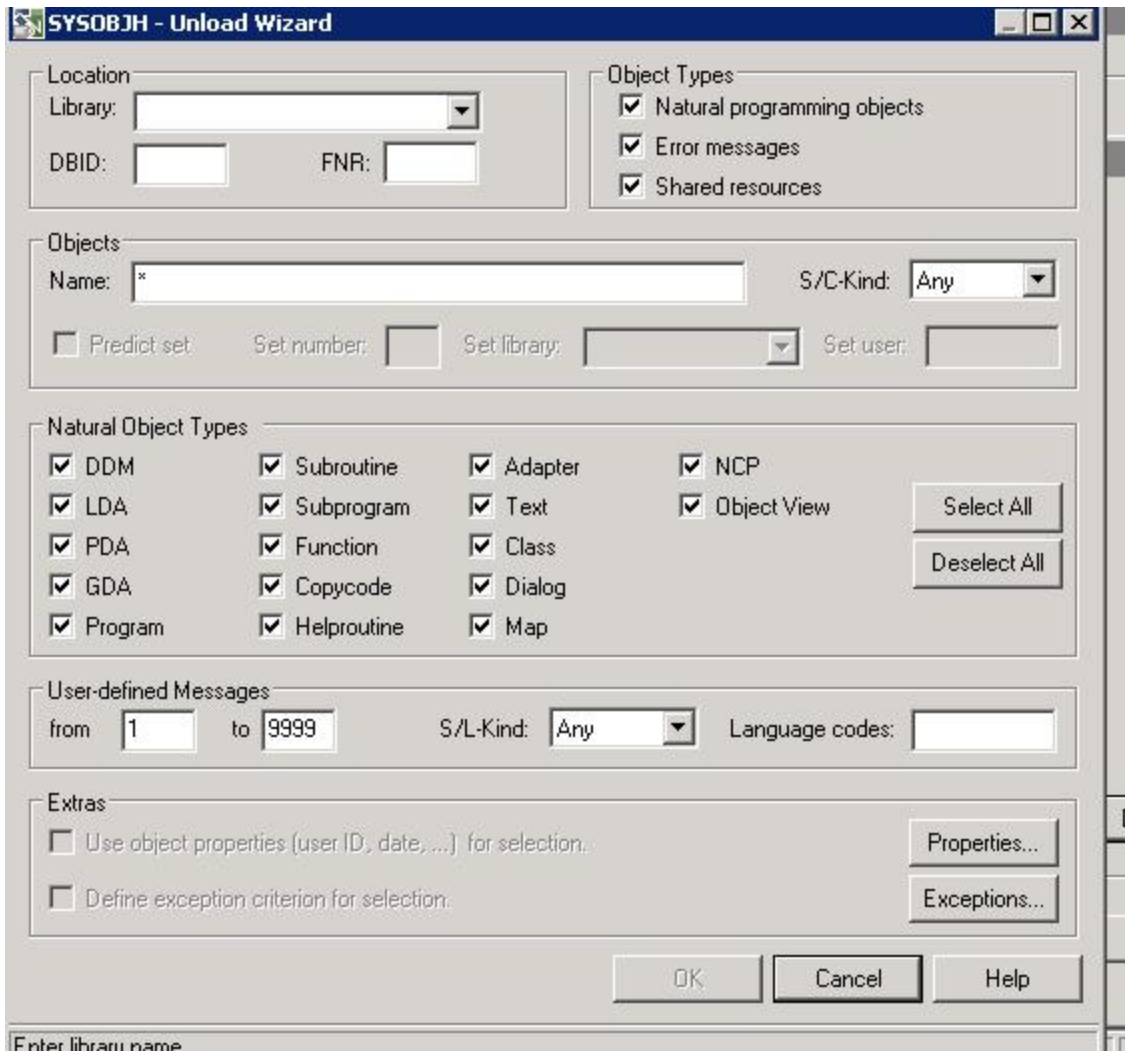 SYSOBJH - Unload Wizard
Location
Library:
DBID: FNR:
Object Types
Natural programming objects
Error messages
Shared resources
Objects
Name: * S/C-Kind: Any
Predict set Set number: Set library: Set user:
Natural Object Types
DDM Subroutine Adapter NCP
LDA Subprogram Text Object View Select All
PDA Function Class Deselect All
GDA Copycode Dialog
Program Helproutine Map
User-defined Messages
from 1 to 9999 S/L-Kind: Any Language codes:
Extras
Use object properties (user ID, date, ...) for selection. Properties...
Define exception criterion for selection. Exceptions...
OK Cancel Help
Enter library name